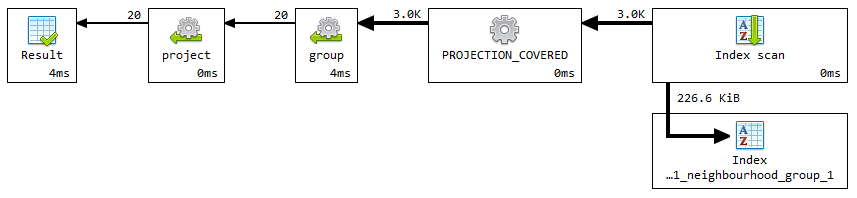 20
20
3.0K
3.0K
Result
4ms
project
0ms
group
4ms
PROJECTION_COVERED
0ms
A
Z
Index scan
0ms
226.6 KiB
A
Z
Index
…1_neighbourhood_group_1